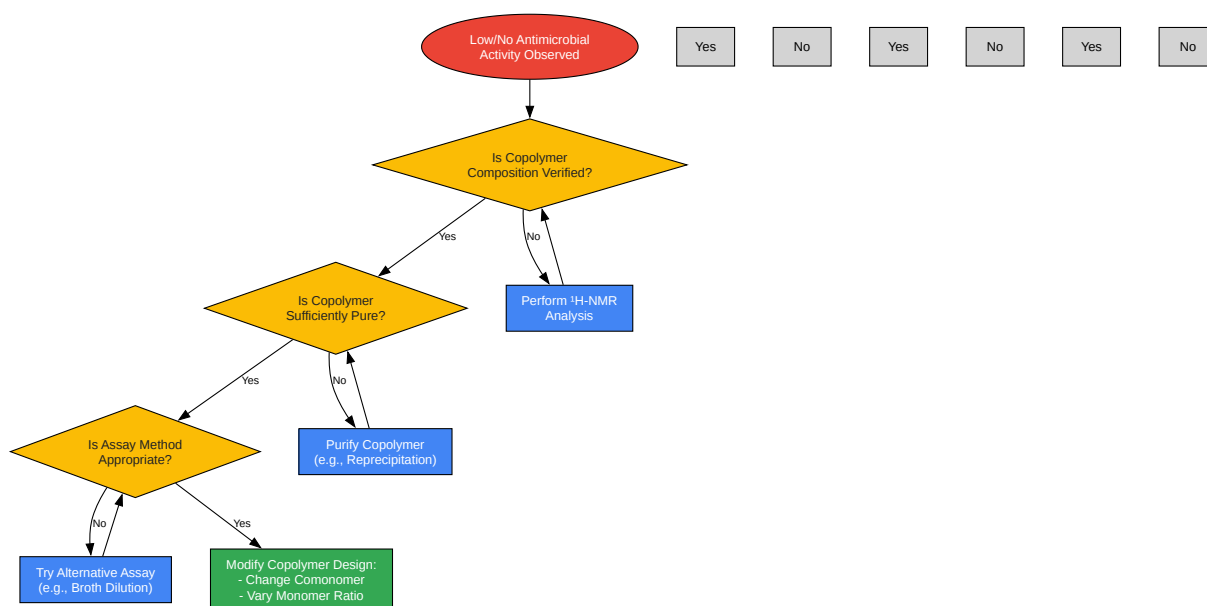 Low/No Antimicrobial
Activity Observed
Yes
No
Yes
No
Yes
No
Is Copolymer
Composition Verified?
Yes
No
Is Copolymer
Sufficiently Pure?
Perform ¹H-NMR
Analysis
Yes
No
Is Assay Method
Appropriate?
Purify Copolymer
(e.g., Reprecipitation)
No
Yes
Try Alternative Assay
(e.g., Broth Dilution)
Modify Copolymer Design:
- Change Comonomer
- Vary Monomer Ratio